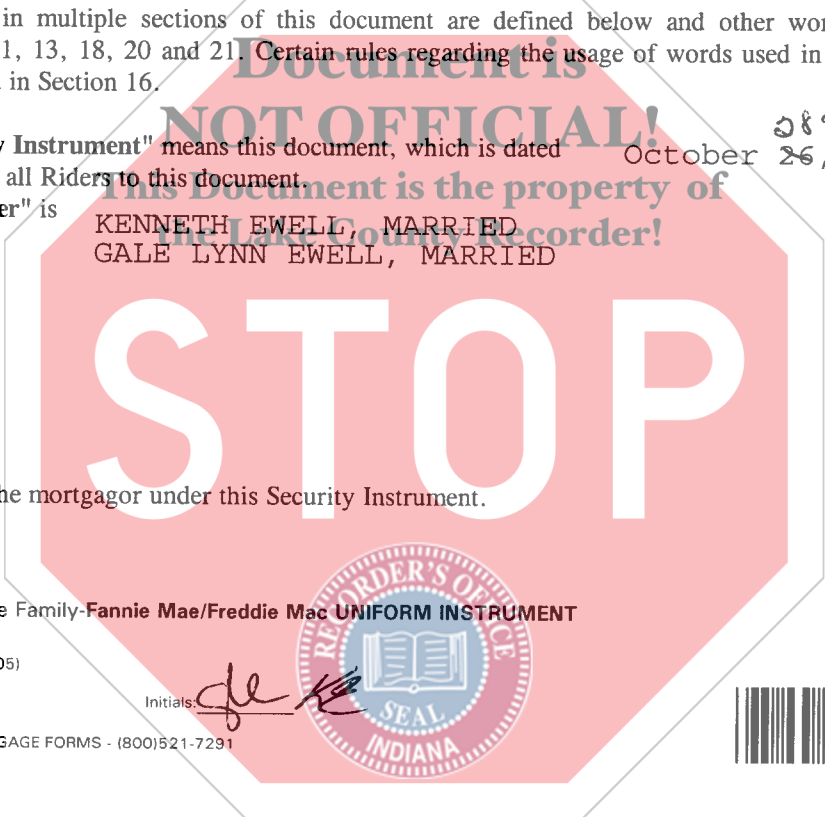 in multiple sections of this document are defined below and other wor
1, 13, 18, 20 and 21. Certain rules regarding the usage of words used in
in Section 16.
Document is
NOT OFFICIAL!
This Document is the property of
the Lake County Recorder!
y Instrument" means this document, which is dated October 26,
all Riders to this document.
er" is
KENNETH EWELL, MARRIED
GALE LYNN EWELL, MARRIED
STOP
he mortgagor under this Security Instrument.
e Family-Fannie Mae/Freddie Mac UNIFORM INSTRUMENT
05)
Initials:
GAGE FORMS - (800)521-7291
RECORDER'S OFFICE
SEAL
INDIANA